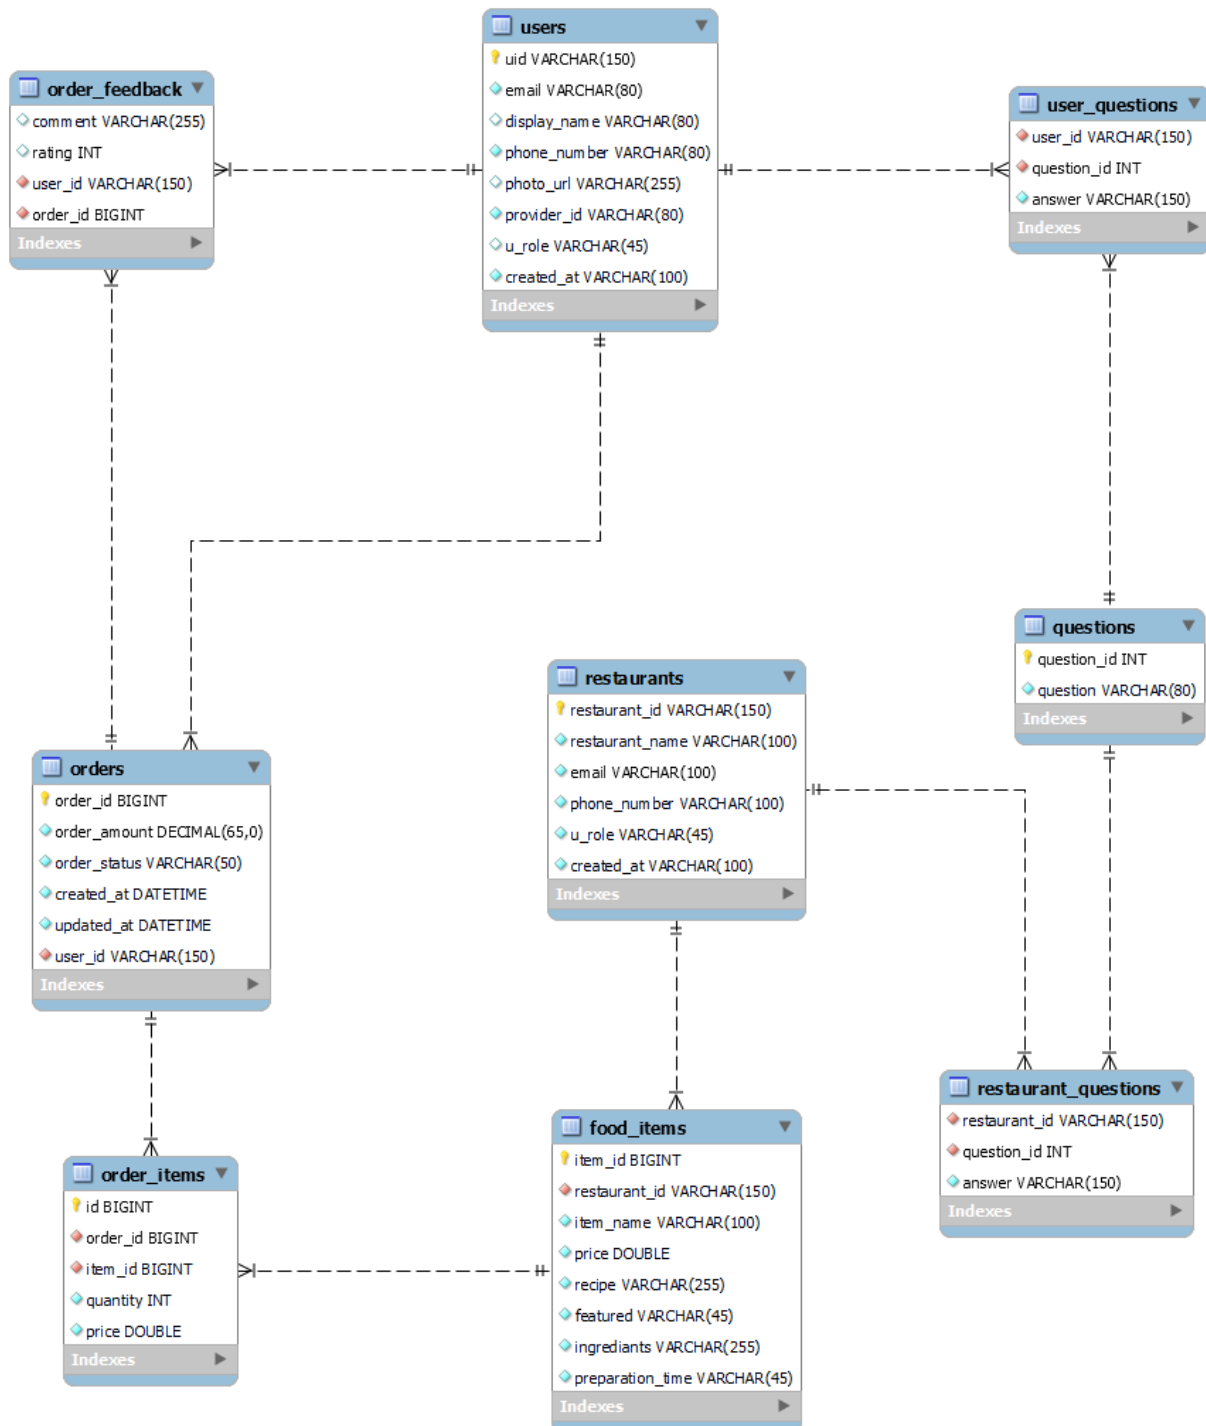 users
uid VARCHAR(150)
email VARCHAR(80)
display_name VARCHAR(80)
phone_number VARCHAR(80)
photo_url VARCHAR(255)
provider_id VARCHAR(80)
u_role VARCHAR(45)
created_at VARCHAR(100)
Indexes
order_feedback
comment VARCHAR(255)
rating INT
user_id VARCHAR(150)
order_id BIGINT
Indexes
user_questions
user_id VARCHAR(150)
question_id INT
answer VARCHAR(150)
Indexes
questions
question_id INT
question VARCHAR(80)
Indexes
restaurants
restaurant_id VARCHAR(150)
restaurant_name VARCHAR(100)
email VARCHAR(100)
phone_number VARCHAR(100)
u_role VARCHAR(45)
created_at VARCHAR(100)
Indexes
orders
order_id BIGINT
order_amount DECIMAL(65,0)
order_status VARCHAR(50)
created_at DATETIME
updated_at DATETIME
user_id VARCHAR(150)
Indexes
restaurant_questions
restaurant_id VARCHAR(150)
question_id INT
answer VARCHAR(150)
Indexes
food_items
item_id BIGINT
restaurant_id VARCHAR(150)
item_name VARCHAR(100)
price DOUBLE
recipe VARCHAR(255)
featured VARCHAR(45)
ingrediants VARCHAR(255)
preparation_time VARCHAR(45)
Indexes
order_items
id BIGINT
order_id BIGINT
item_id BIGINT
quantity INT
price DOUBLE
Indexes